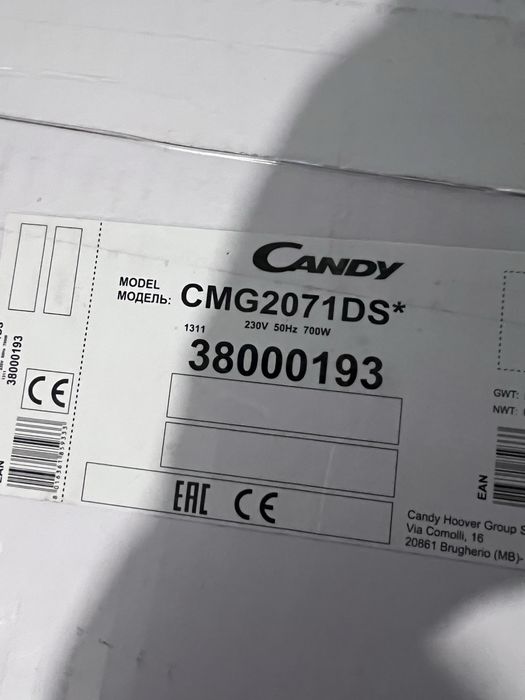 CANDY
MODEL
МОДЕЛЬ: CMG2071DS*
1311 230V 50Hz 700W
38000193
EAC CE
GWT:
NWT:
EAN
Candy Hoover Group S
Via Comolli, 16
20861 Brugherio (MB)-
38000193
CE
EAN